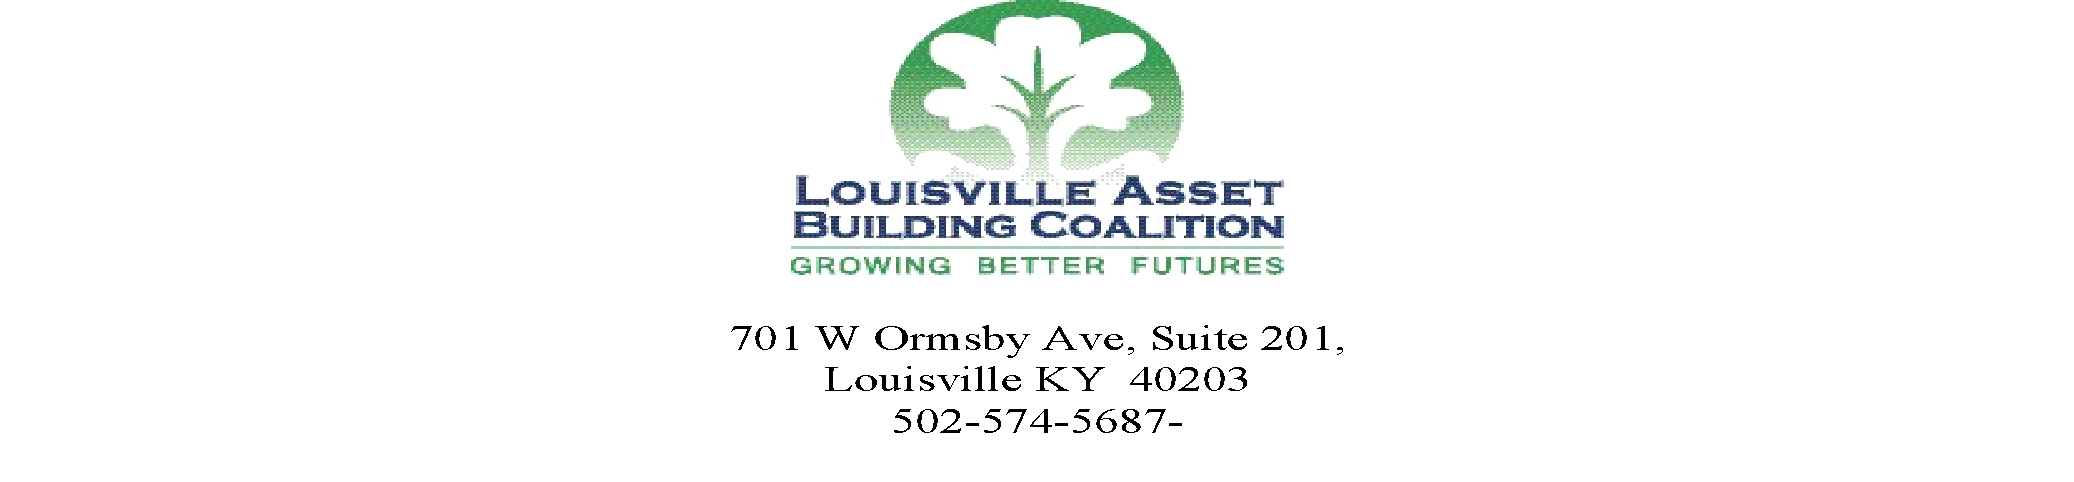 LOUISVILLE ASSET
BUILDING COALITION
GROWING BETTER FUTURES
701 W Ormsby Ave, Suite 201,
Louisville KY 40203
502-574-5687-